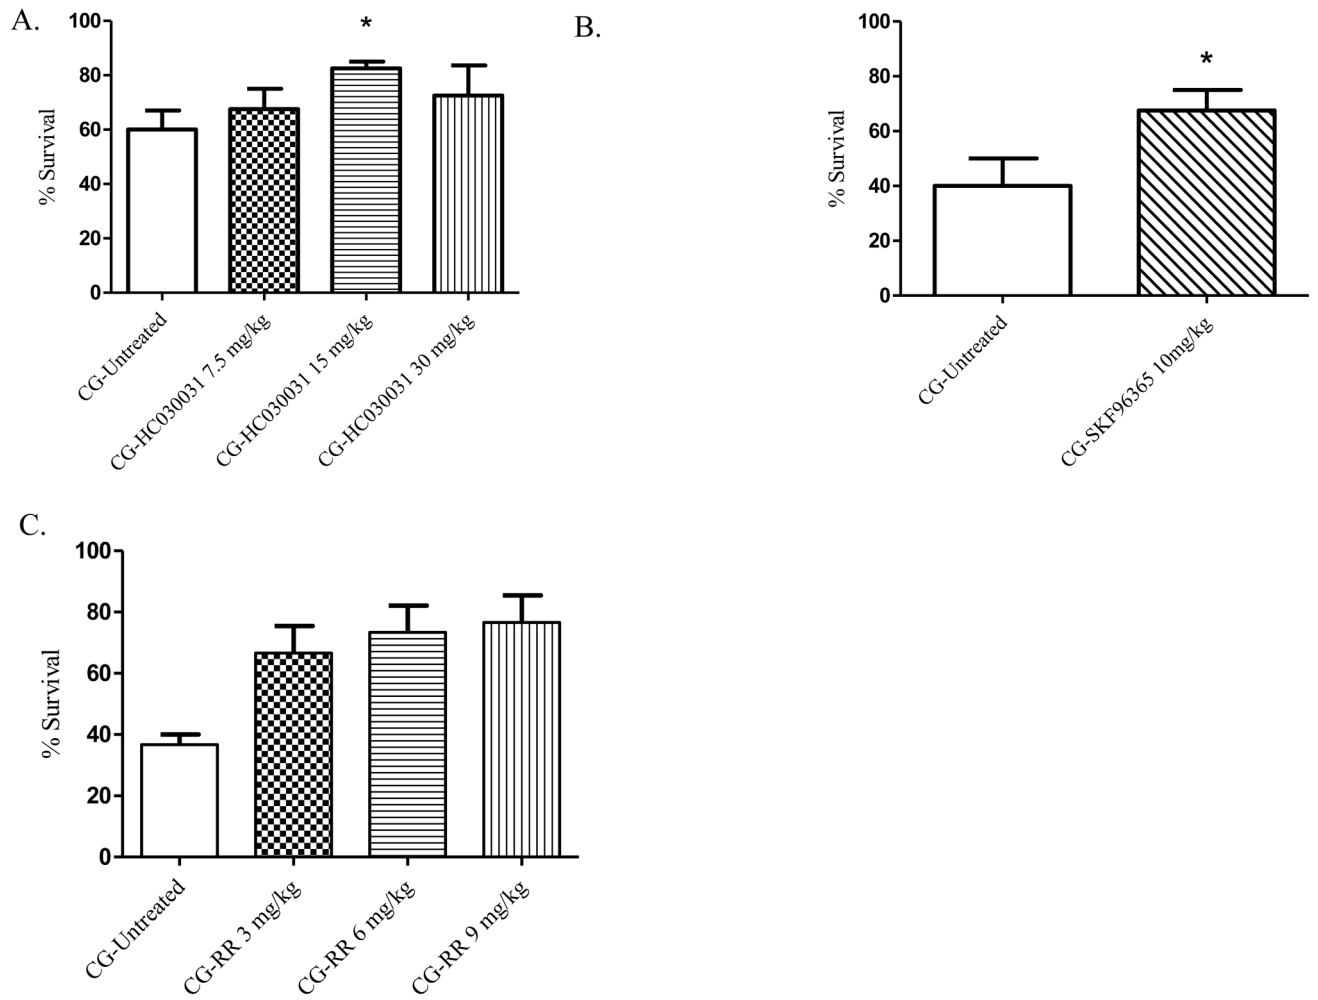 A.
100
80
60
40
20
0
% Survival
*
CG-Untreated
CG-HC030031 7.5 mg/kg
CG-HC030031 15 mg/kg
CG-HC030031 30 mg/kg
B.
100
80
60
40
20
0
% Survival
*
CG-Untreated
CG-SKF96365 10mg/kg
C.
100
80
60
40
20
0
% Survival
CG-Untreated
CG-RR 3 mg/kg
CG-RR 6 mg/kg
CG-RR 9 mg/kg